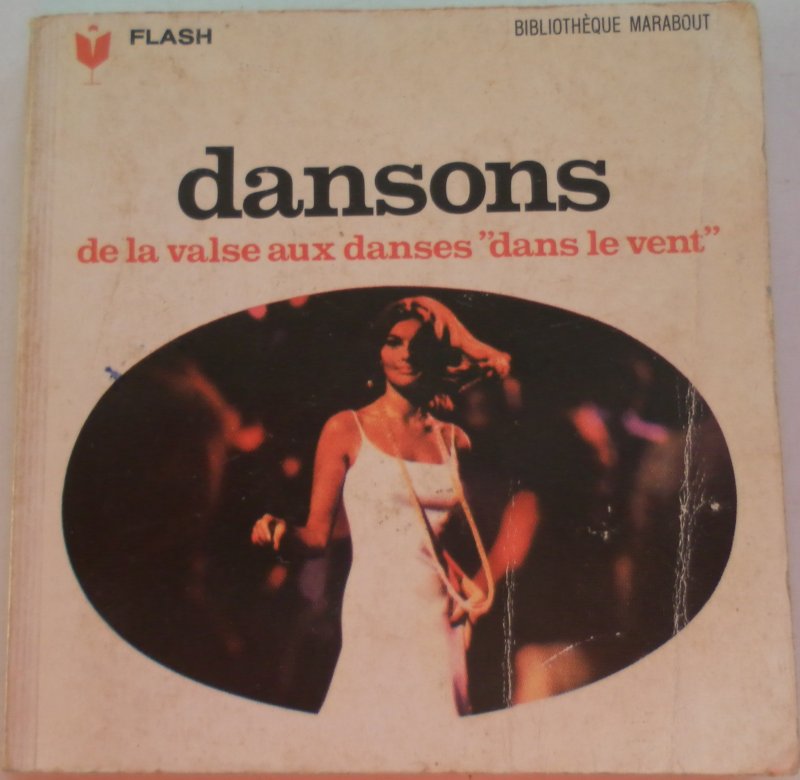 FLASH
BIBLIOTHÈQUE MARABOUT
dansons
de la valse aux danses "dans le vent"